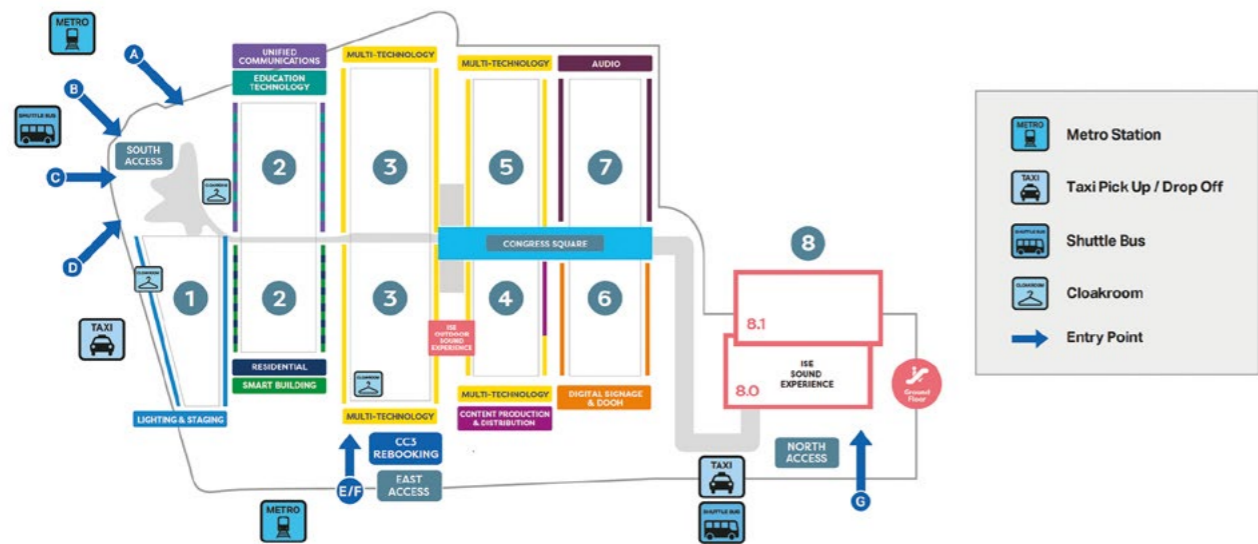 METRO
A
B
SHUTTLE BUS
C
D
SOUTH
ACCESS
CLOAKROOM
CLOAKROOM
TAXI
UNIFIED
COMMUNICATIONS
EDUCATION
TECHNOLOGY
MULTI-TECHNOLOGY
MULTI-TECHNOLOGY
AUDIO
2
3
5
7
CONGRESS SQUARE
1
2
3
4
6
8
8.1
8.0
ISE
SOUND
EXPERIENCE
Ground
Floor
ISE
OUTDOOR
SOUND
EXPERIENCE
CLOAKROOM
RESIDENTIAL
SMART BUILDING
LIGHTING & STAGING
MULTI-TECHNOLOGY
MULTI-TECHNOLOGY
CONTENT PRODUCTION
& DISTRIBUTION
DIGITAL SIGNAGE
& DOOH
CC3
REBOOKING
E/F
EAST
ACCESS
METRO
NORTH
ACCESS
TAXI
SHUTTLE BUS
G
METRO
Metro Station
TAXI
Taxi Pick Up / Drop Off
SHUTTLE BUS
Shuttle Bus
CLOAKROOM
Cloakroom
Entry Point